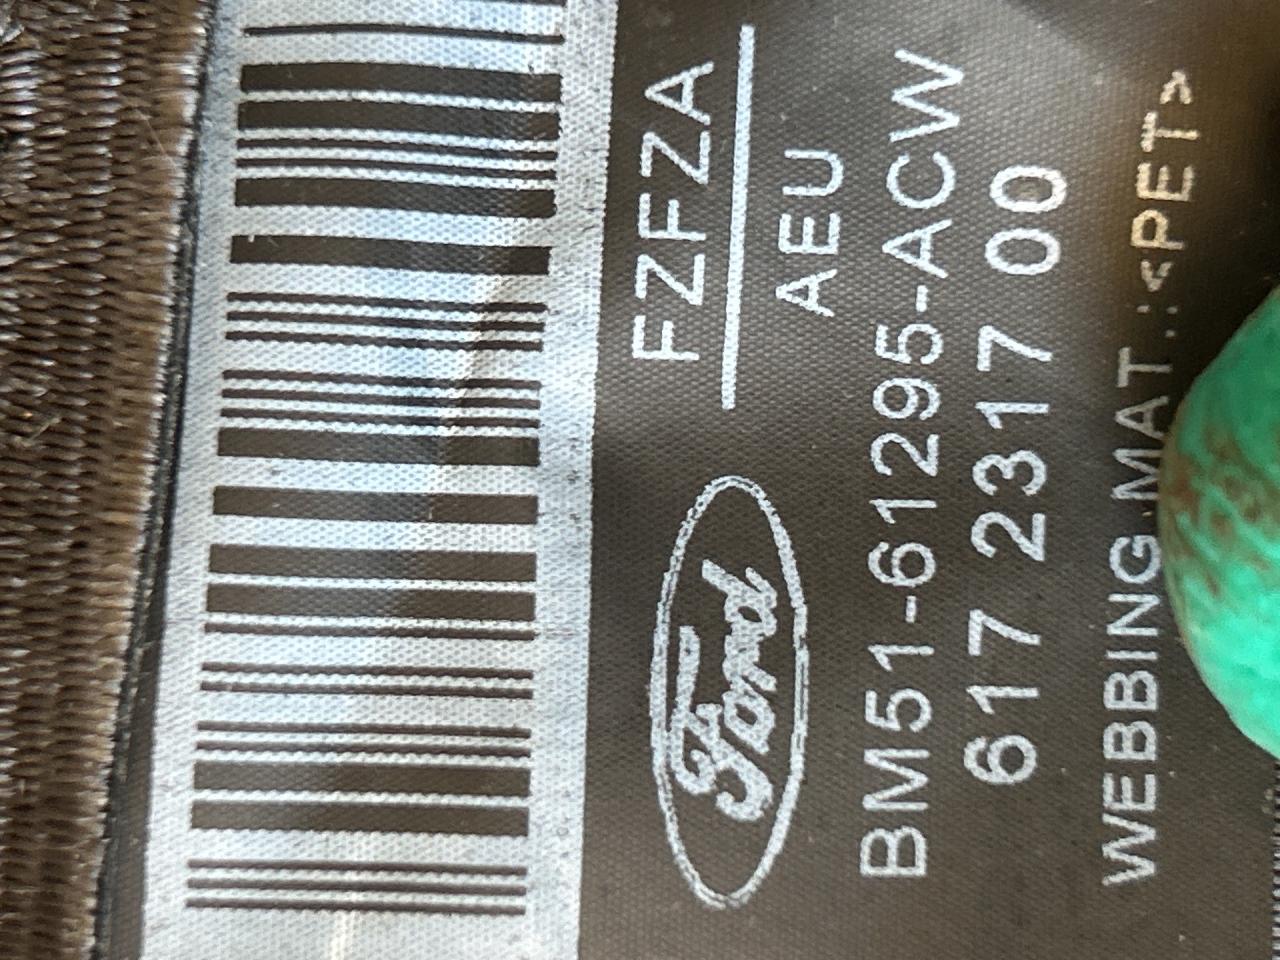 FZFZA
AEU
Ford
BM51-61295-ACW
617 2317 00
WEBBING MAT.:<PET>